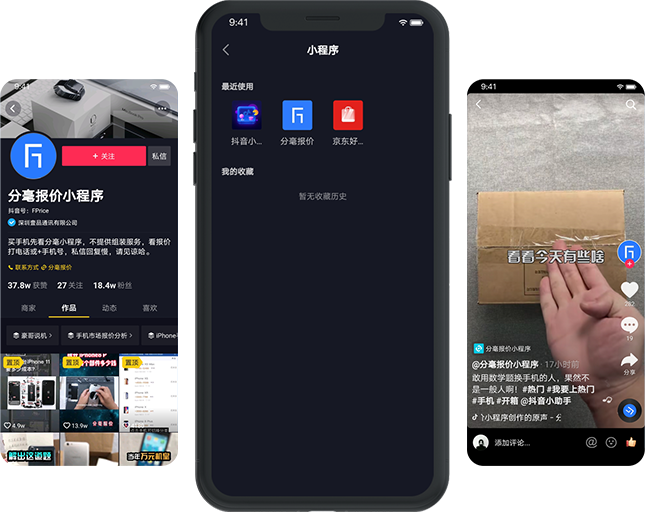 9:41
+ 关注
私信
分毫报价小程序
抖音号：FPrice
深圳壹品通讯有限公司
买手机先看分毫小程序，不提供组装服务，看报价
打电话或+手机号，私信回复慢，请见谅哈。
联系方式
分毫报价
37.8w 获赞
27 关注
18.4w 粉丝
商家
作品
动态
喜欢
豪哥说机
手机市场报价分析
iPhone
置顶
iPhone 11
置顶
置顶
4.9w
13.9w
4.9w
解出这道题
当年万元机皇
9:41
小程序
最近使用
抖音小...
分毫报价
京东好...
我的收藏
暂无收藏历史
9:41
看看今天有些啥
282
19
分享
分毫报价小程序
@分毫报价小程序 · 17小时前
敢用数学题换手机的人，果然不
是一般人啊！#热门 #我要上热门
#手机 #开箱 @抖音小助手
小程序创作的原声 -
添加评论...